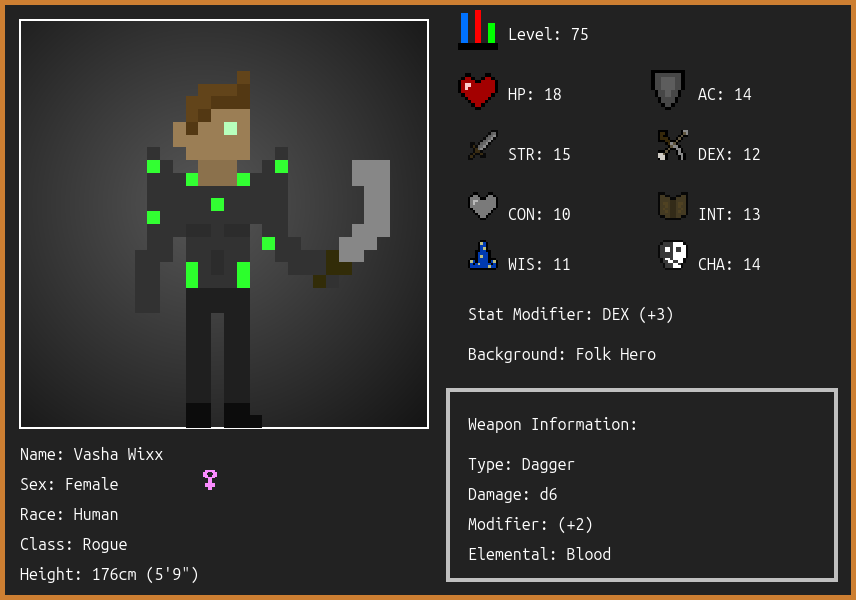 Level: 75
HP: 18
AC: 14
STR: 15
DEX: 12
CON: 10
INT: 13
WIS: 11
CHA: 14
Stat Modifier: DEX (+3)
Background: Folk Hero
Weapon Information:
Type: Dagger
Damage: d6
Modifier: (+2)
Elemental: Blood
Name: Vasha Wixx
Sex: Female
Race: Human
Class: Rogue
Height: 176cm (5'9")